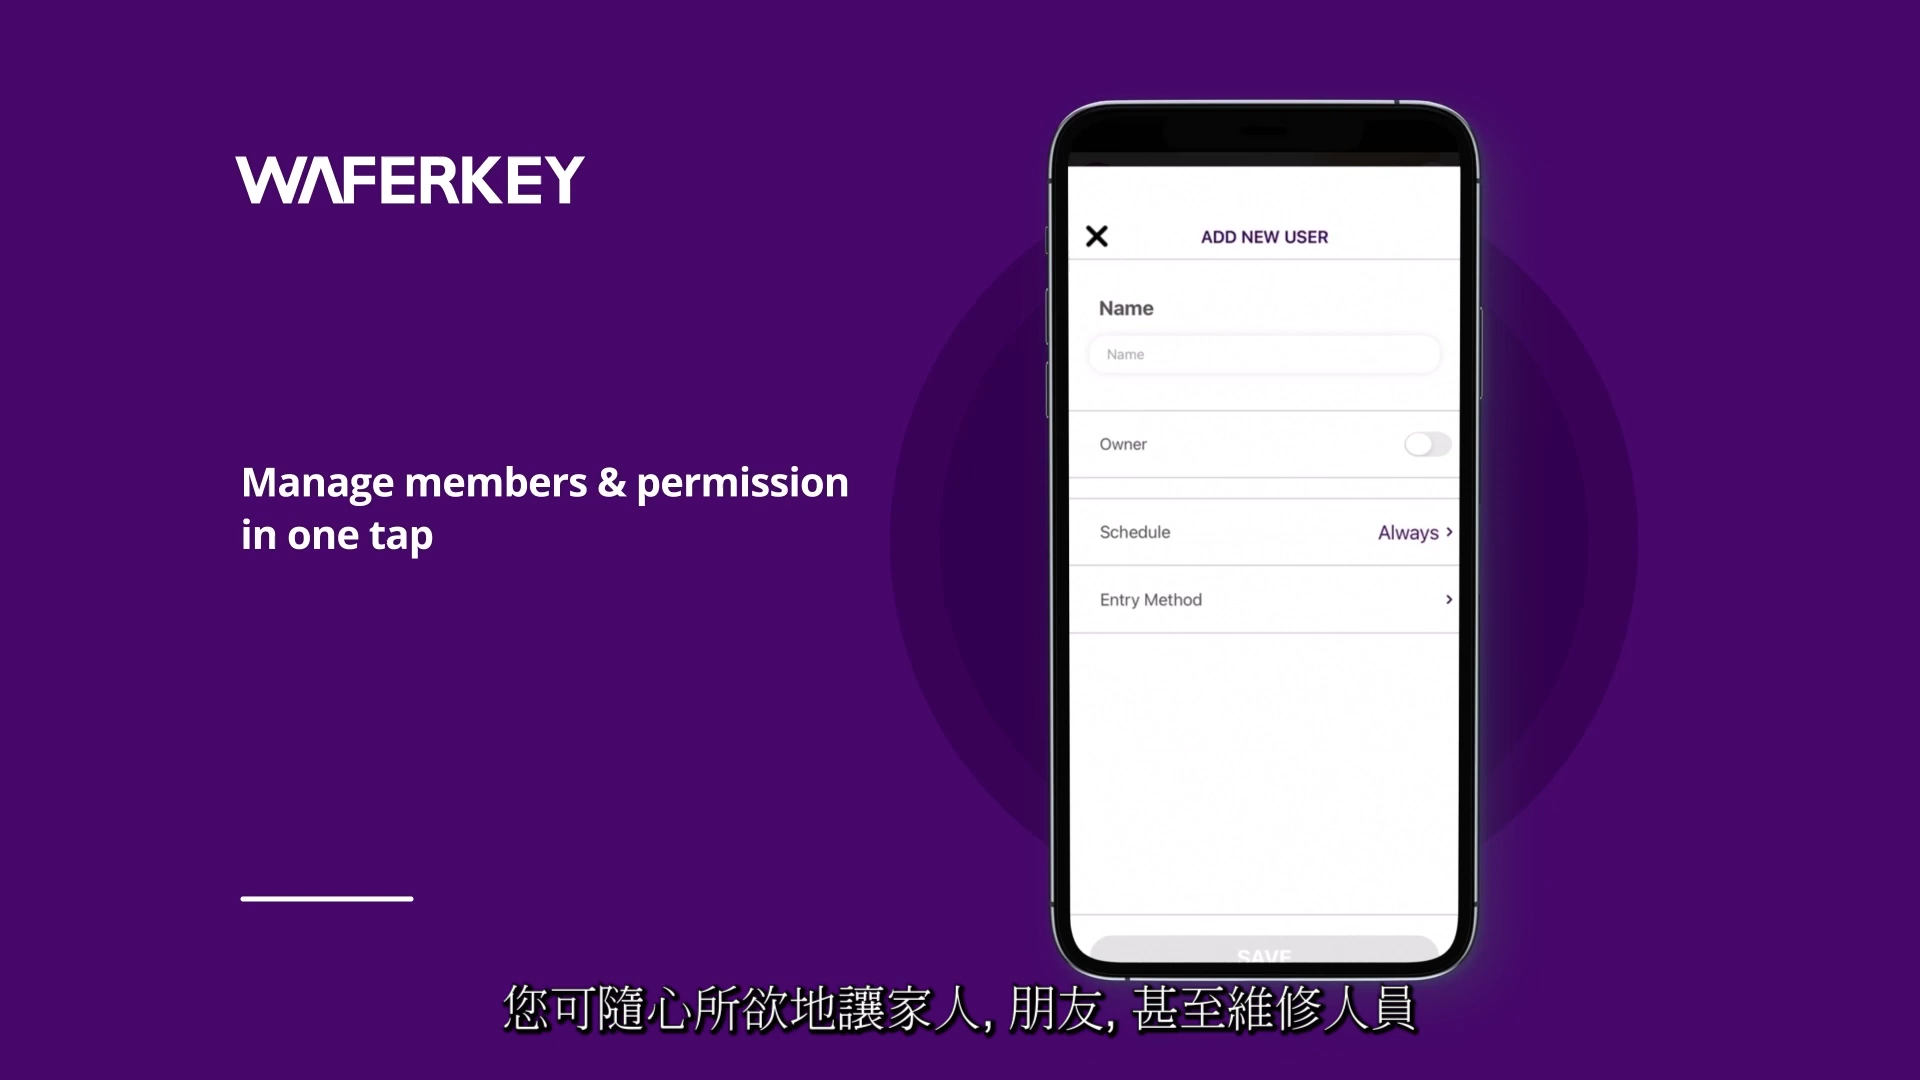 WAFERKEY
Manage members & permission
in one tap
ADD NEW USER
Name
Name
Owner
Schedule
Always >
Entry Method
>
SAVE
您可隨心所欲地讓家人, 朋友, 甚至維修人員